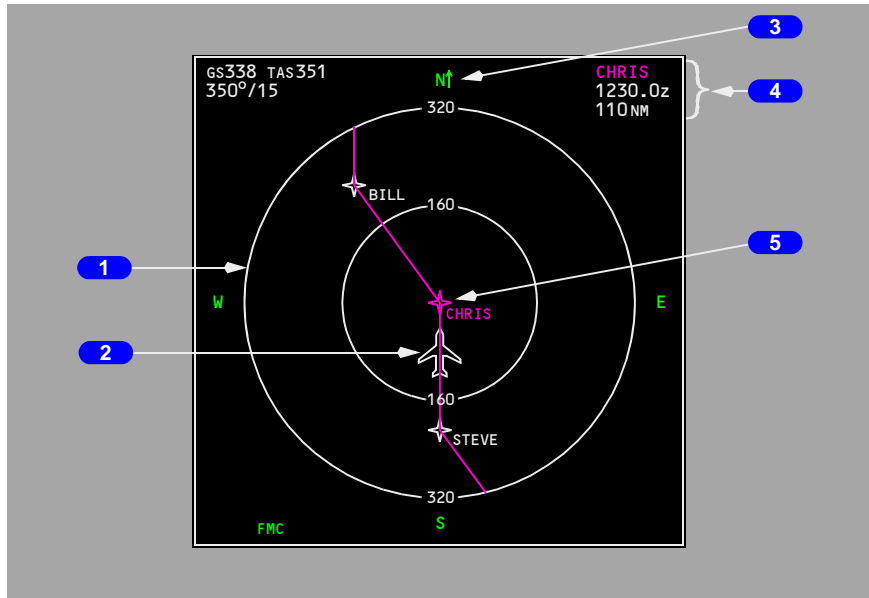 3
GS338 TAS351
350°/15
N↑
CHRIS
1230.0z
110NM
4
320
BILL
160
5
1
W
E
CHRIS
2
160
STEVE
320
S
FMC